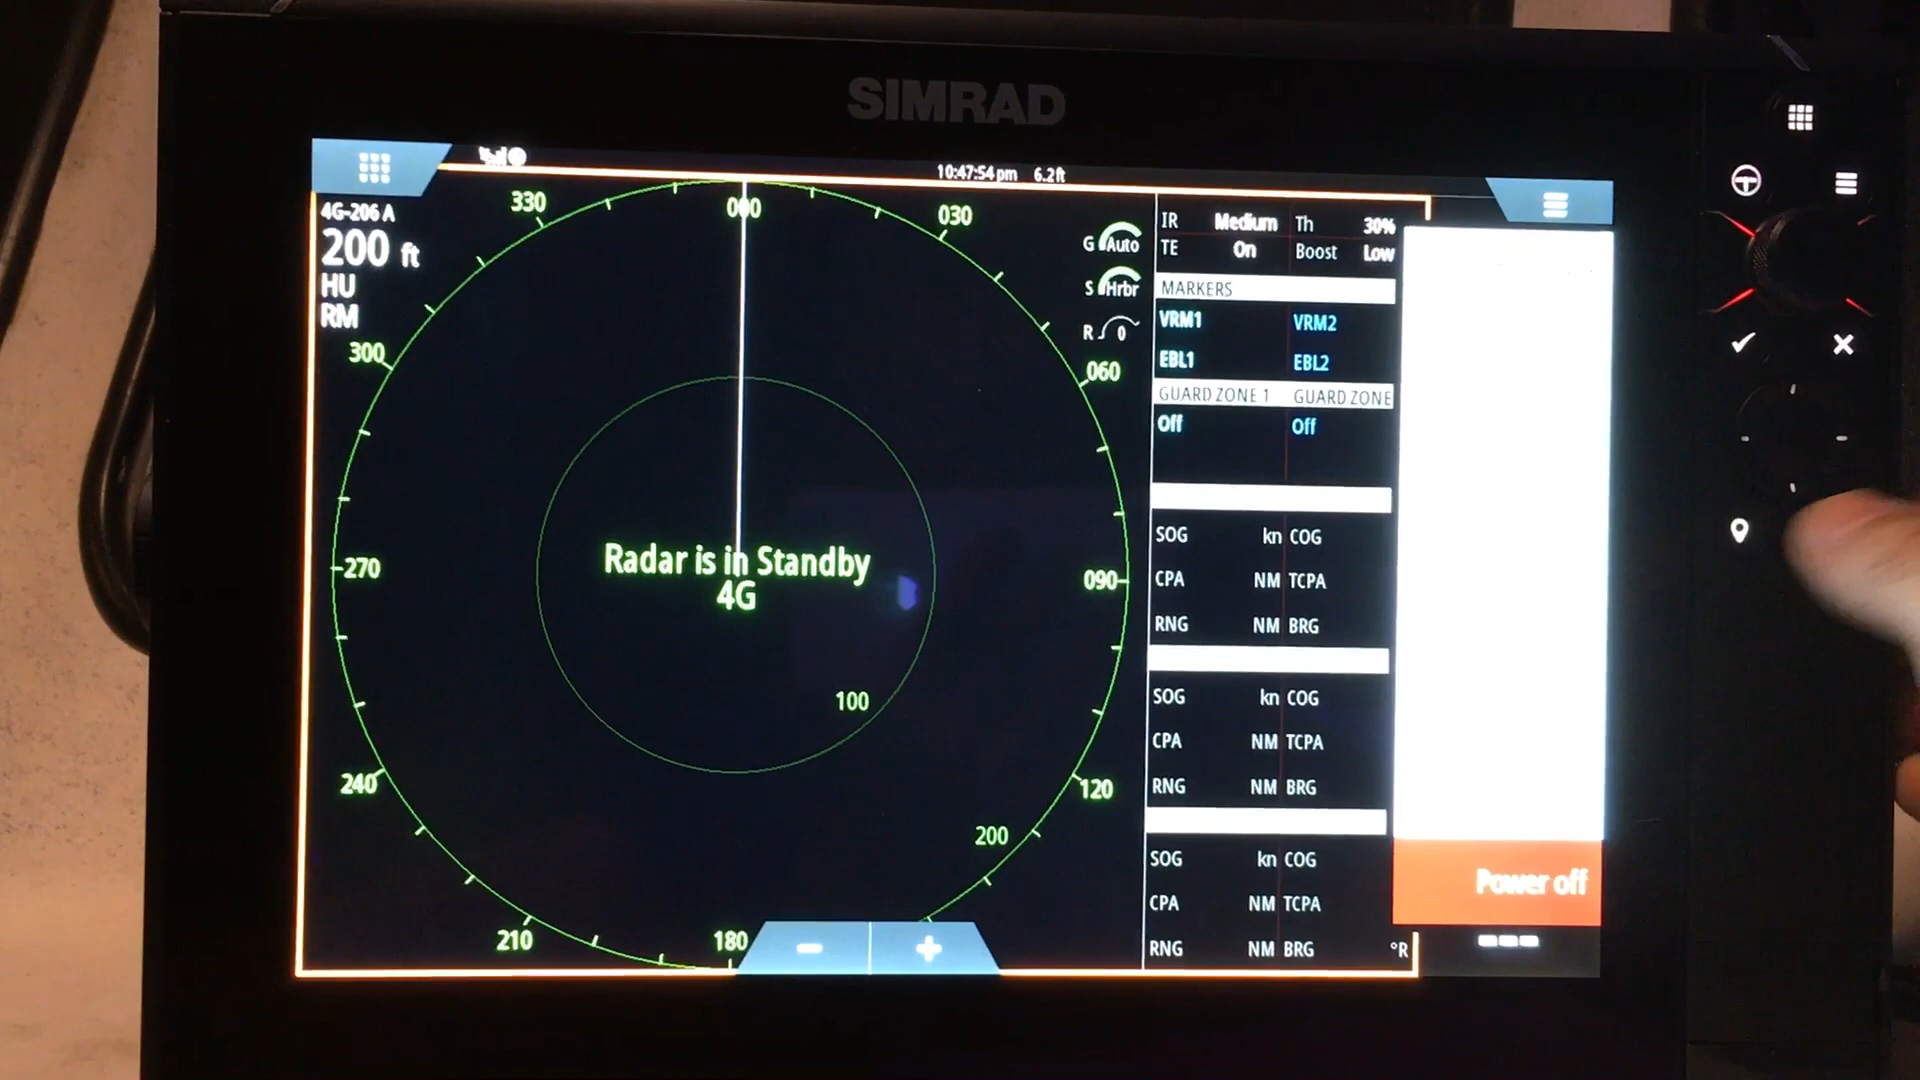 SIMRAD
10:47:54 pm 6.2 ft
4G-206 A
200 ft
HU
RM
330
000
030
300
060
270
090
240
120
210
180
100
200
G Auto
S Hrbr
R 0
Radar is in Standby
4G
IR Medium Th 30%
TE On Boost Low
MARKERS
VRM1 VRM2
EBL1 EBL2
GUARD ZONE 1 GUARD ZONE
Off Off
SOG kn COG
CPA NM TCPA
RNG NM BRG
SOG kn COG
CPA NM TCPA
RNG NM BRG
SOG kn COG
CPA NM TCPA
RNG NM BRG °R
Power off